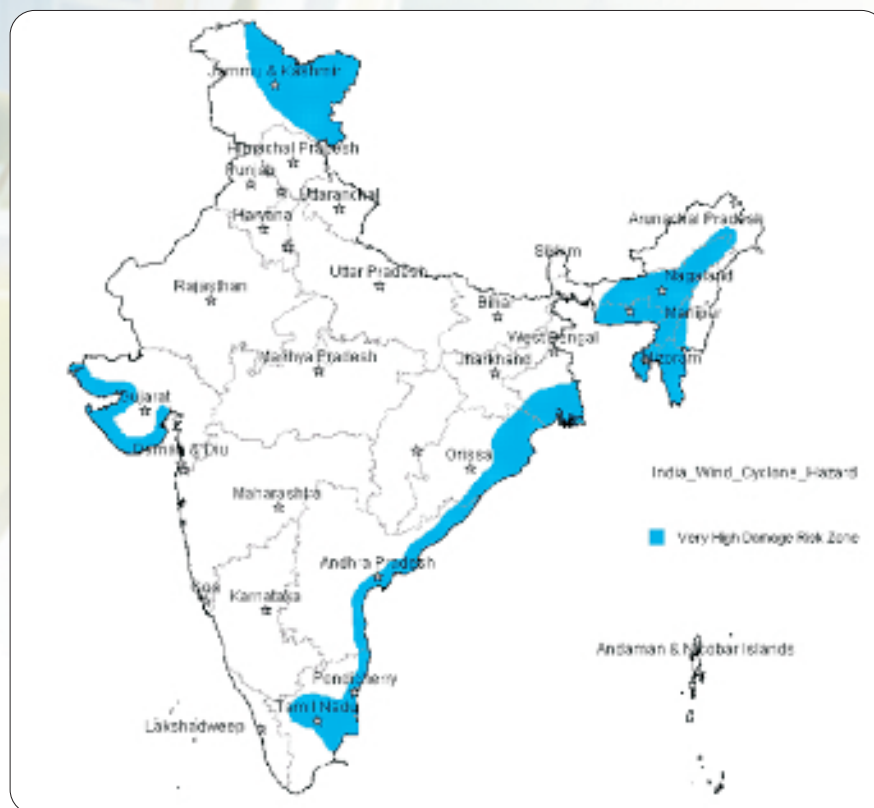 Jammu & Kashmir
Himachal Pradesh
Punjab
Uttaranchal
Haryana
Arunachal Pradesh
Sikkim
Uttar Pradesh
Nagaland
Rajasthan
Bihar
Manipur
West Bengal
Madhya Pradesh
Jharkhand
Mizoram
Gujarat
Daman & Diu
Orissa
India_Wind_Cyclone_Hazard
Maharashtra
Very High Damage Risk Zone
Andhra Pradesh
Goa
Karnataka
Andaman & Nicobar Islands
Pondicherry
Tamil Nadu
Lakshadweep